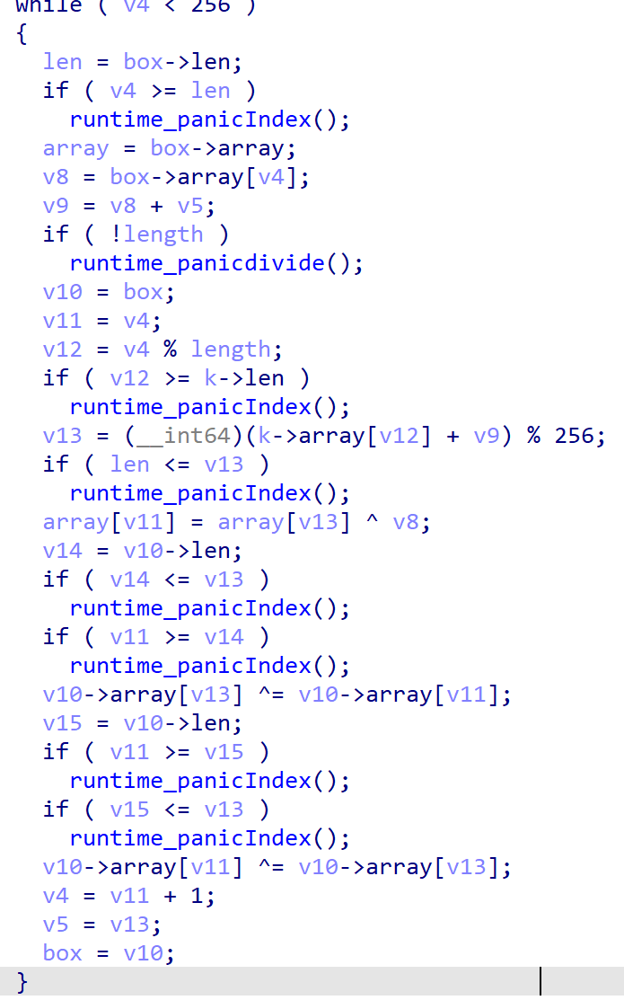 while ( v4 < 256 )
{
len = box->len;
if ( v4 >= len )
runtime_panicIndex();
array = box->array;
v8 = box->array[v4];
v9 = v8 + v5;
if ( !length )
runtime_panicdivide();
v10 = box;
v11 = v4;
v12 = v4 % length;
if ( v12 >= k->len )
runtime_panicIndex();
v13 = (__int64)(k->array[v12] + v9) % 256;
if ( len <= v13 )
runtime_panicIndex();
array[v11] = array[v13] ^ v8;
v14 = v10->len;
if ( v14 <= v13 )
runtime_panicIndex();
if ( v11 >= v14 )
runtime_panicIndex();
v10->array[v13] ^= v10->array[v11];
v15 = v10->len;
if ( v11 >= v15 )
runtime_panicIndex();
if ( v15 <= v13 )
runtime_panicIndex();
v10->array[v11] ^= v10->array[v13];
v4 = v11 + 1;
v5 = v13;
box = v10;
}